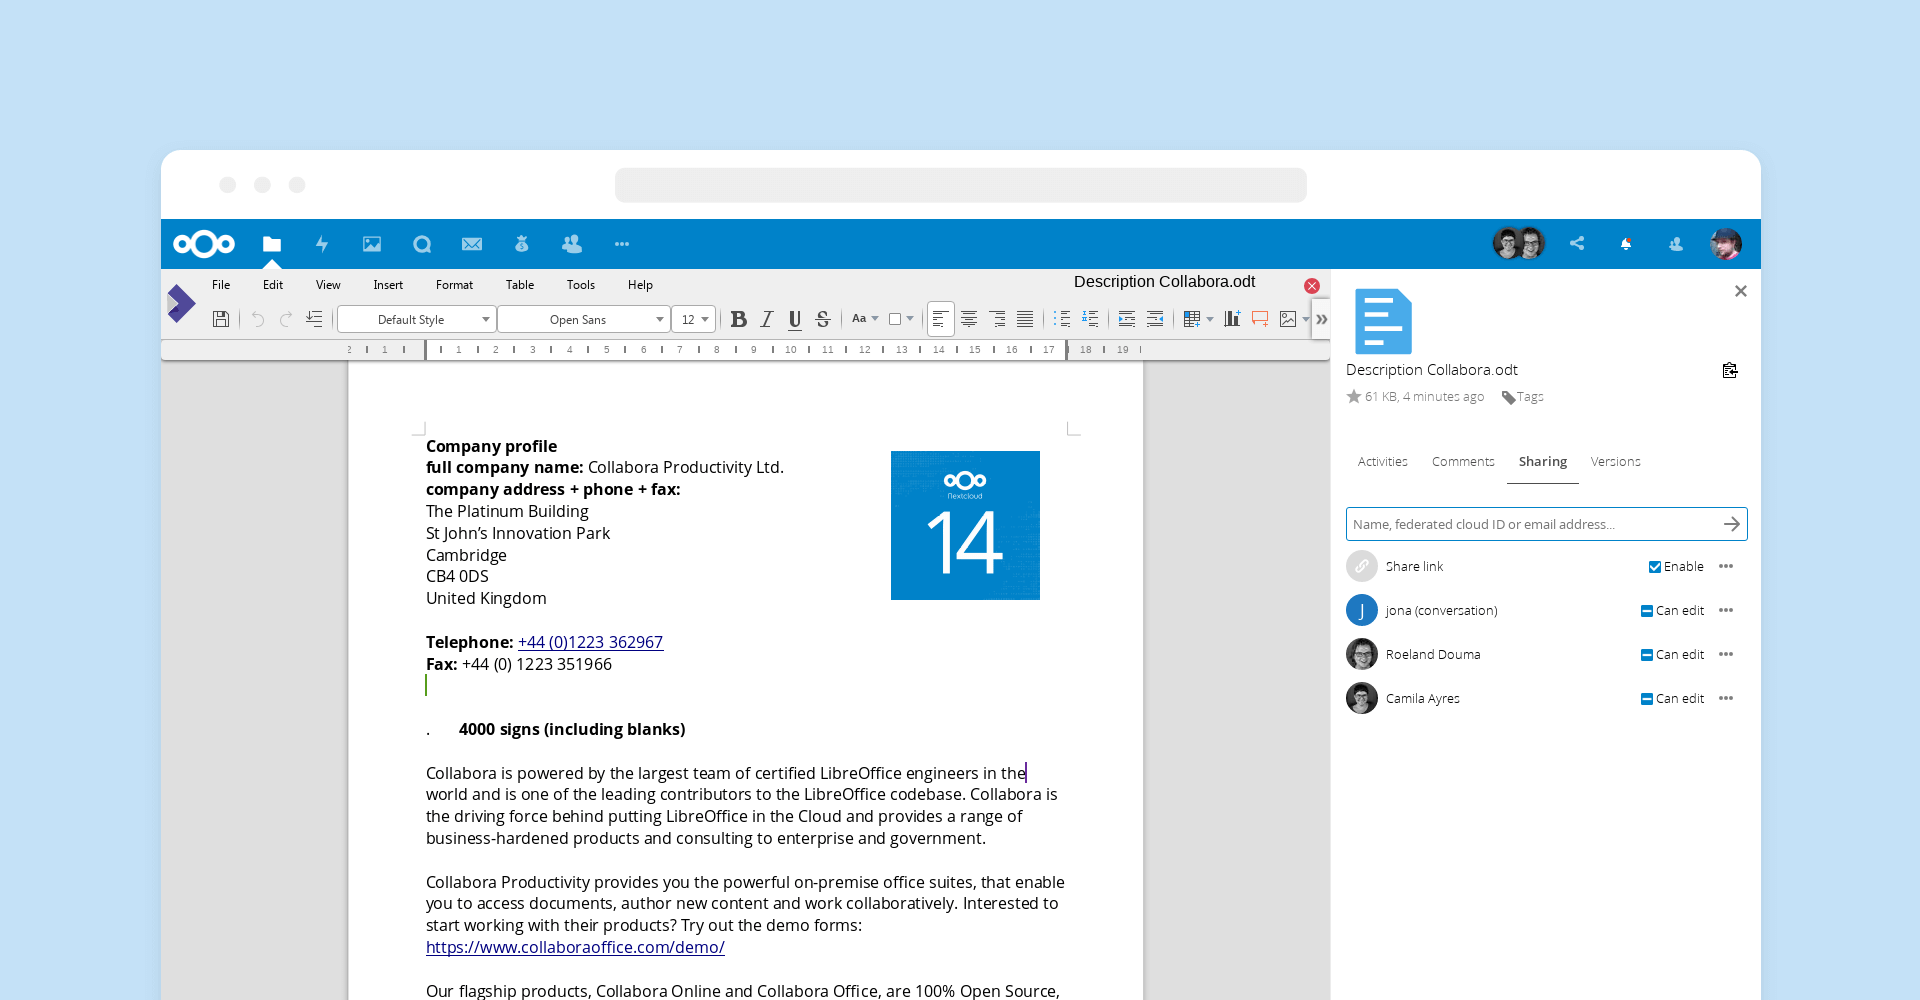 File Edit View Insert Format Table Tools Help
Description Collabora.odt
Default Style Open Sans 12 Aa
2 1 1 2 3 4 5 6 7 8 9 10 11 12 13 14 15 16 17 18 19
Company profile
full company name: Collabora Productivity Ltd.
company address + phone + fax:
The Platinum Building
St John’s Innovation Park
Cambridge
CB4 0DS
United Kingdom
Nextcloud
14
Telephone: +44 (0)1223 362967
Fax: +44 (0) 1223 351966
. 4000 signs (including blanks)
Collabora is powered by the largest team of certified LibreOffice engineers in the
world and is one of the leading contributors to the LibreOffice codebase. Collabora is
the driving force behind putting LibreOffice in the Cloud and provides a range of
business-hardened products and consulting to enterprise and government.
Collabora Productivity provides you the powerful on-premise office suites, that enable
you to access documents, author new content and work collaboratively. Interested to
start working with their products? Try out the demo forms:
https://www.collaboraoffice.com/demo/
Our flagship products, Collabora Online and Collabora Office, are 100% Open Source,
Description Collabora.odt
61 KB, 4 minutes ago Tags
Activities Comments Sharing Versions
Name, federated cloud ID or email address...
Share link Enable
J jona (conversation) Can edit
Roeland Douma Can edit
Camila Ayres Can edit